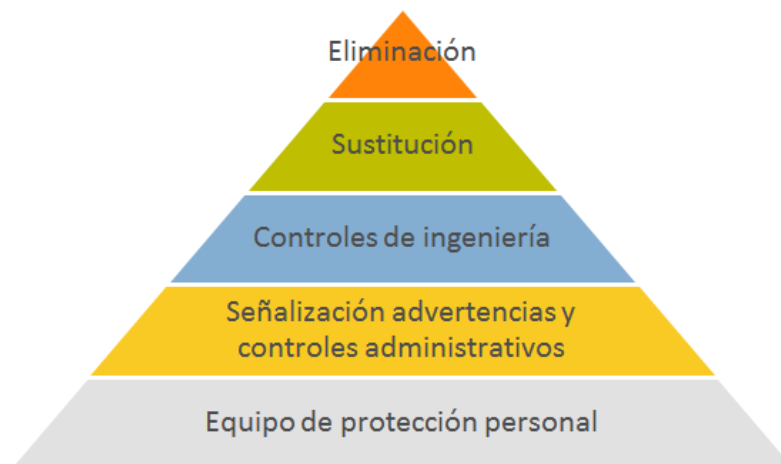 Eliminación
Sustitución
Controles de ingeniería
Señalización advertencias y
controles administrativos
Equipo de protección personal